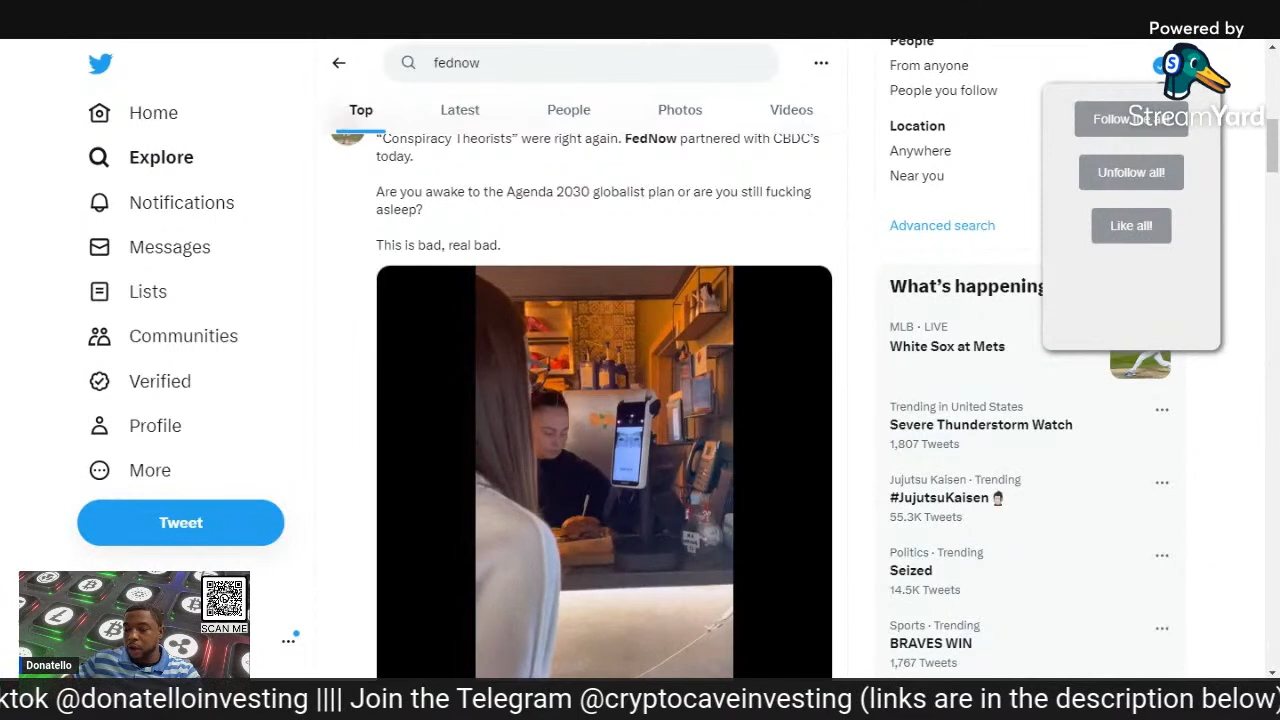 Powered by
StreamYard
fednow
Home
Explore
Notifications
Messages
Lists
Communities
Verified
Profile
More
Tweet
Top
Latest
People
Photos
Videos
“Conspiracy Theorists” were right again. FedNow partnered with CBDC's
today.
Are you awake to the Agenda 2030 globalist plan or are you still fucking
asleep?
This is bad, real bad.
People
From anyone
People you follow
Location
Anywhere
Near you
Advanced search
Unfollow all!
Like all!
What’s happening
MLB · LIVE
White Sox at Mets
Trending in United States
Severe Thunderstorm Watch
1,807 Tweets
Jujutsu Kaisen · Trending
#JujutsuKaisen
55.3K Tweets
Politics · Trending
Seized
14.5K Tweets
Sports · Trending
BRAVES WIN
1,767 Tweets
SCAN ME
Donatello
@donatelloinvesting |||| Join the Telegram @cryptocaveinvesting (links are in the description below)